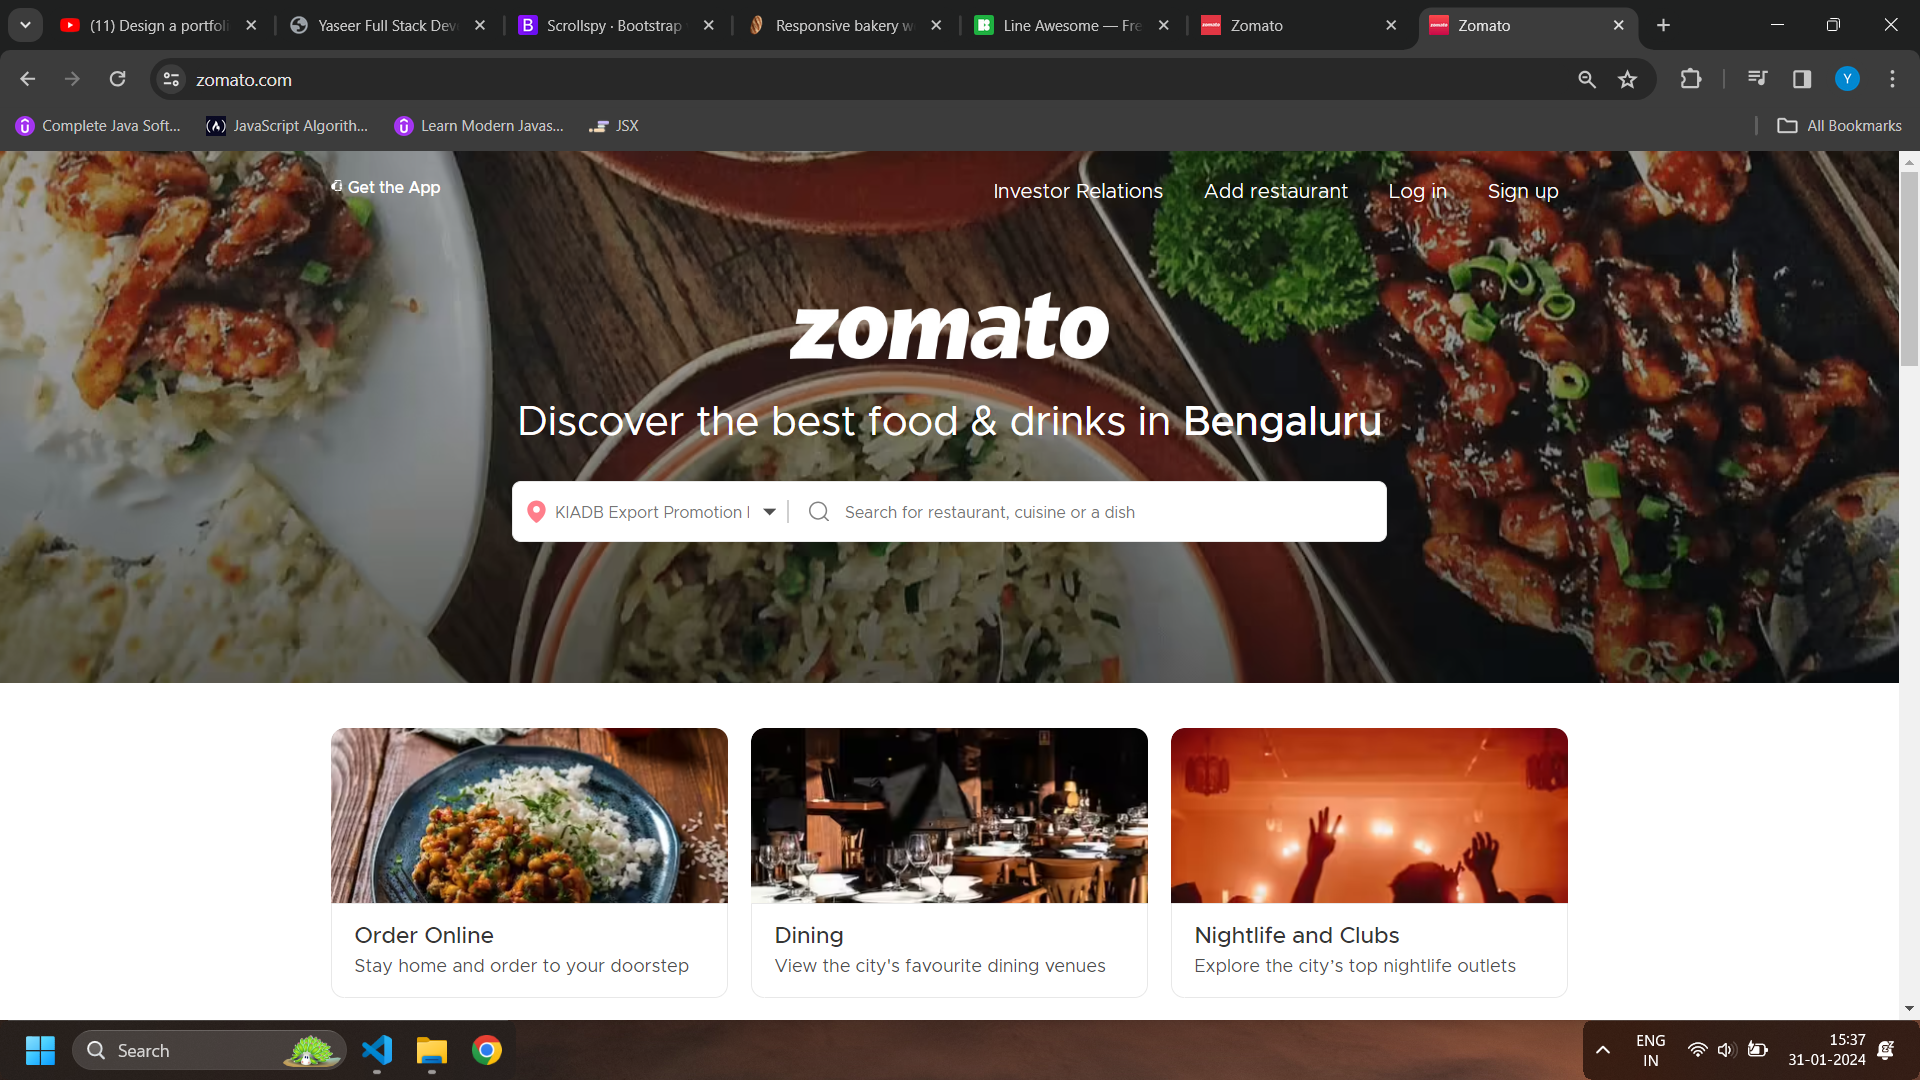 (11) Design a portfoli
Yaseer Full Stack Dev
Scrollspy · Bootstrap
Responsive bakery w
Line Awesome — Fre
Zomato
Zomato
zomato.com
Y
Complete Java Soft...
JavaScript Algorith...
Learn Modern Javas...
JSX
All Bookmarks
Get the App
Investor Relations
Add restaurant
Log in
Sign up
zomato
Discover the best food & drinks in Bengaluru
KIADB Export Promotion I
Search for restaurant, cuisine or a dish
Order Online
Stay home and order to your doorstep
Dining
View the city's favourite dining venues
Nightlife and Clubs
Explore the city's top nightlife outlets
Search
ENG
IN
15:37
31-01-2024